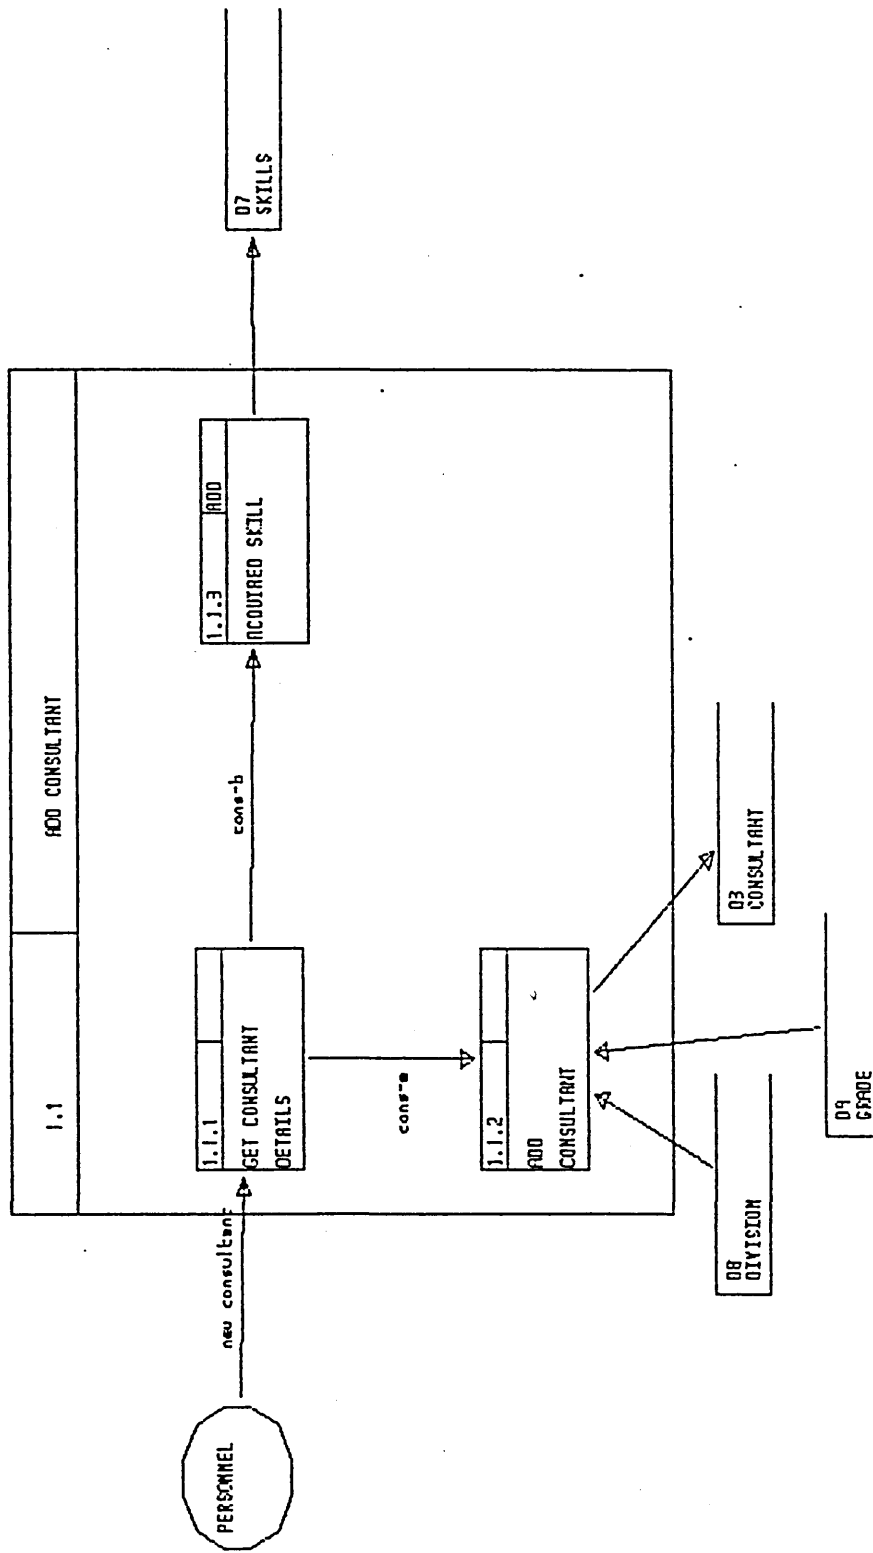 1.1
ADD CONSULTANT
PERSONNEL
new consultant
1.1.1
GET CONSULTANT
DETAILS
cons-b
1.1.3
ADD
ACQUIRED SKILL
D7
SKILLS
cons-a
1.1.2
ADD
CONSULTANT
D8
DIVISION
D9
GRADE
D3
CONSULTANT